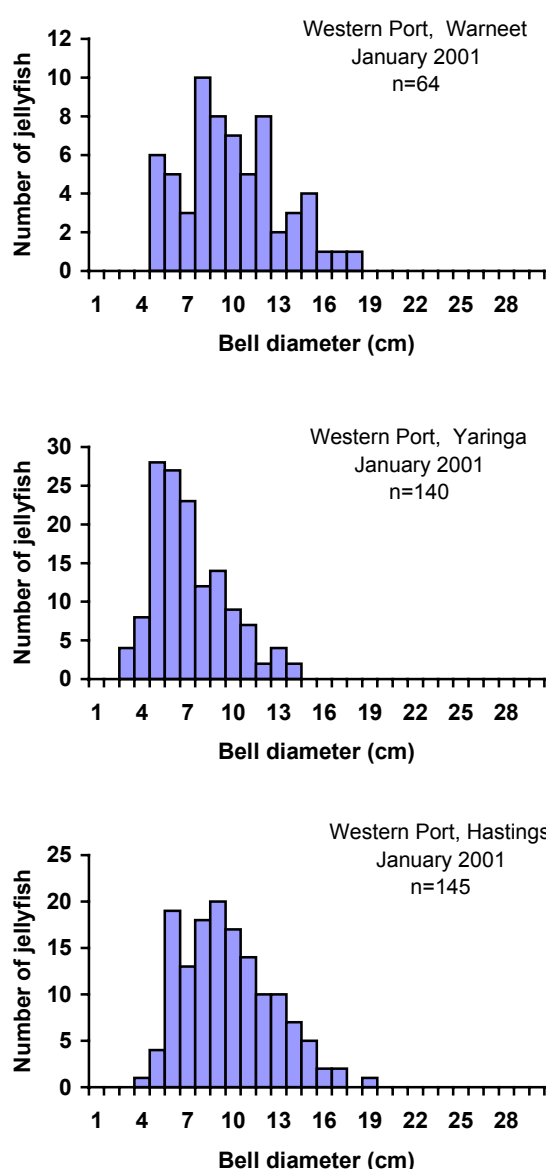 Western Port, Warneet
January 2001
n=64
Number of jellyfish
12
10
8
6
4
2
0
1 4 7 10 13 16 19 22 25 28
Bell diameter (cm)
Western Port, Yaringa
January 2001
n=140
Number of jellyfish
30
25
20
15
10
5
0
1 4 7 10 13 16 19 22 25 28
Bell diameter (cm)
Western Port, Hastings
January 2001
n=145
Number of jellyfish
25
20
15
10
5
0
1 4 7 10 13 16 19 22 25 28
Bell diameter (cm)